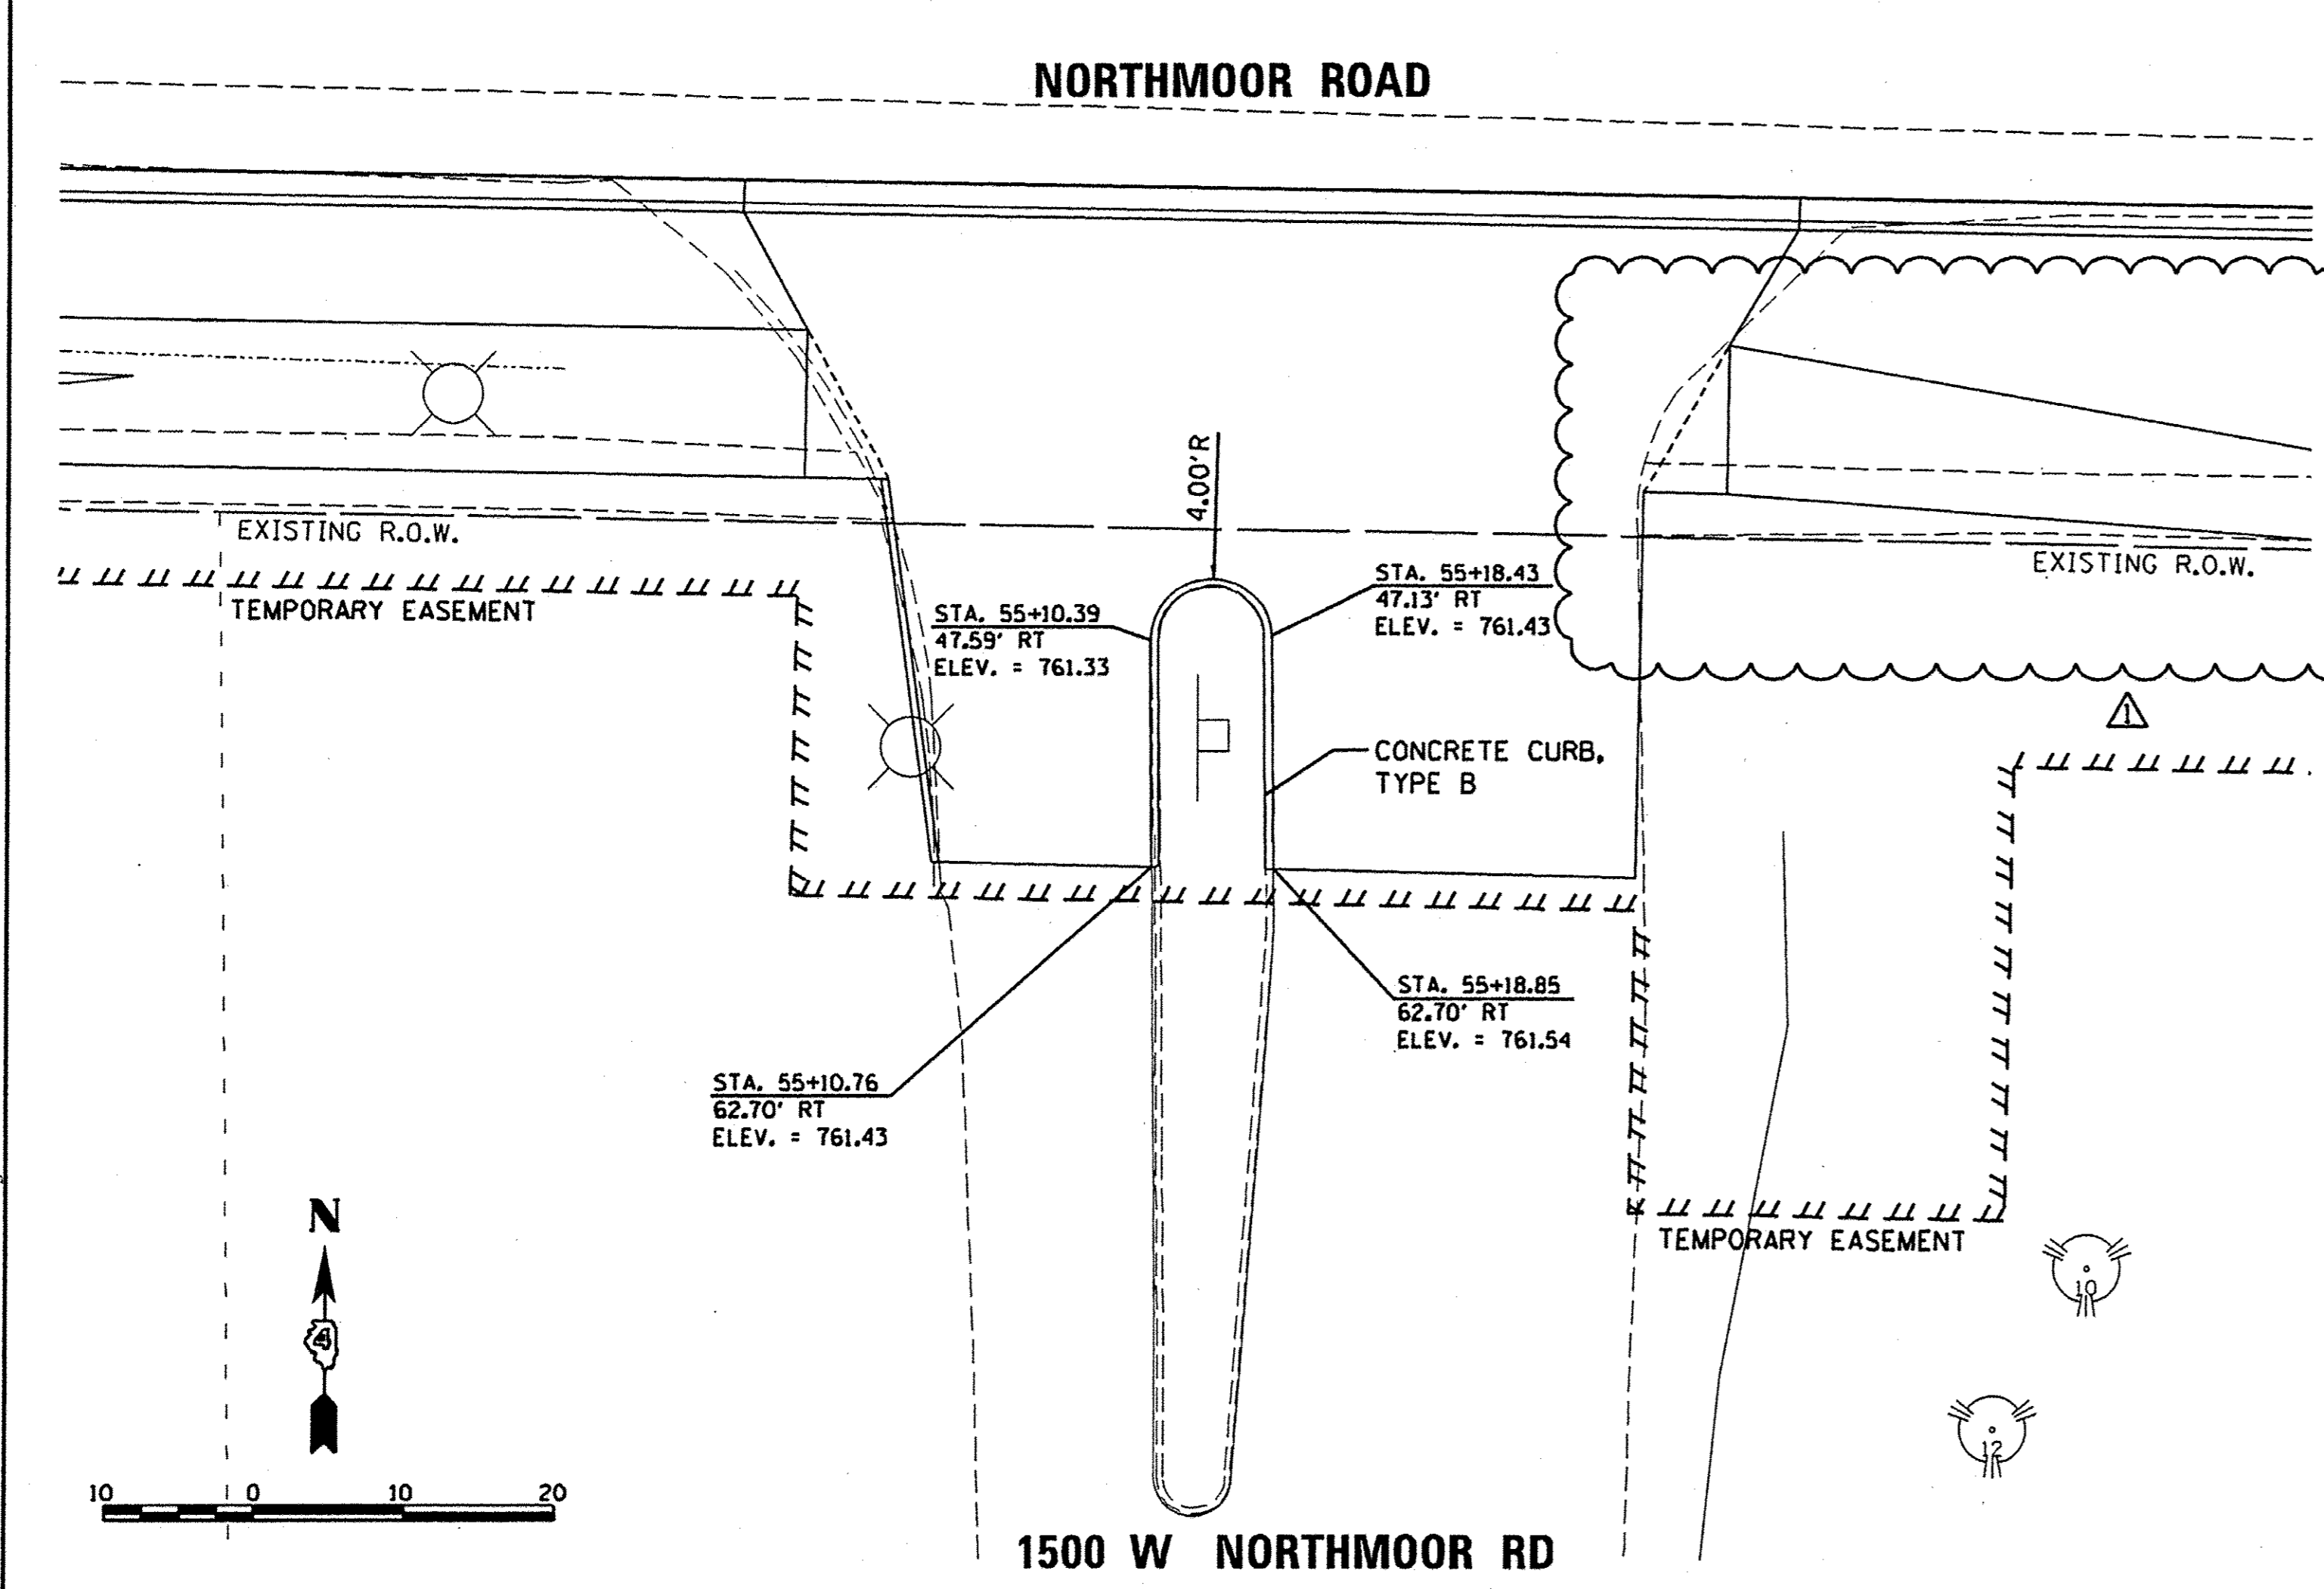 NORTHMOOR ROAD
4.00'R
EXISTING R.O.W.
EXISTING R.O.W.
TEMPORARY EASEMENT
STA. 55+10.39
47.59' RT
ELEV. = 761.33
STA. 55+18.43
47.13' RT
ELEV. = 761.43
1
CONCRETE CURB,
TYPE B
STA. 55+18.85
62.70' RT
ELEV. = 761.54
STA. 55+10.76
62.70' RT
ELEV. = 761.43
TEMPORARY EASEMENT
N
4
10
12
10 0 10 20
1500 W NORTHMOOR RD